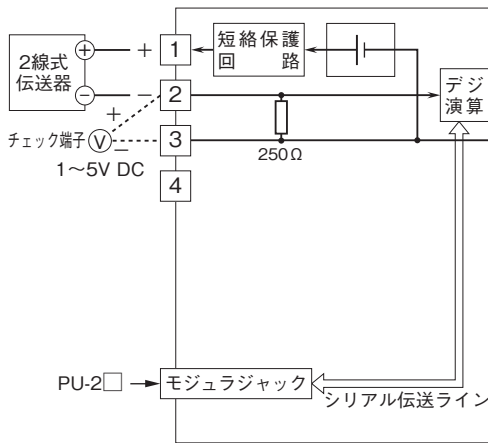 2線式
伝送器
+
−
+
−
1
2
3
4
短絡保護
回 路
デジ
演算
+
−
チェック端子
V
1～5V DC
250Ω
PU-2□
モジュラジャック
シリアル伝送ライン